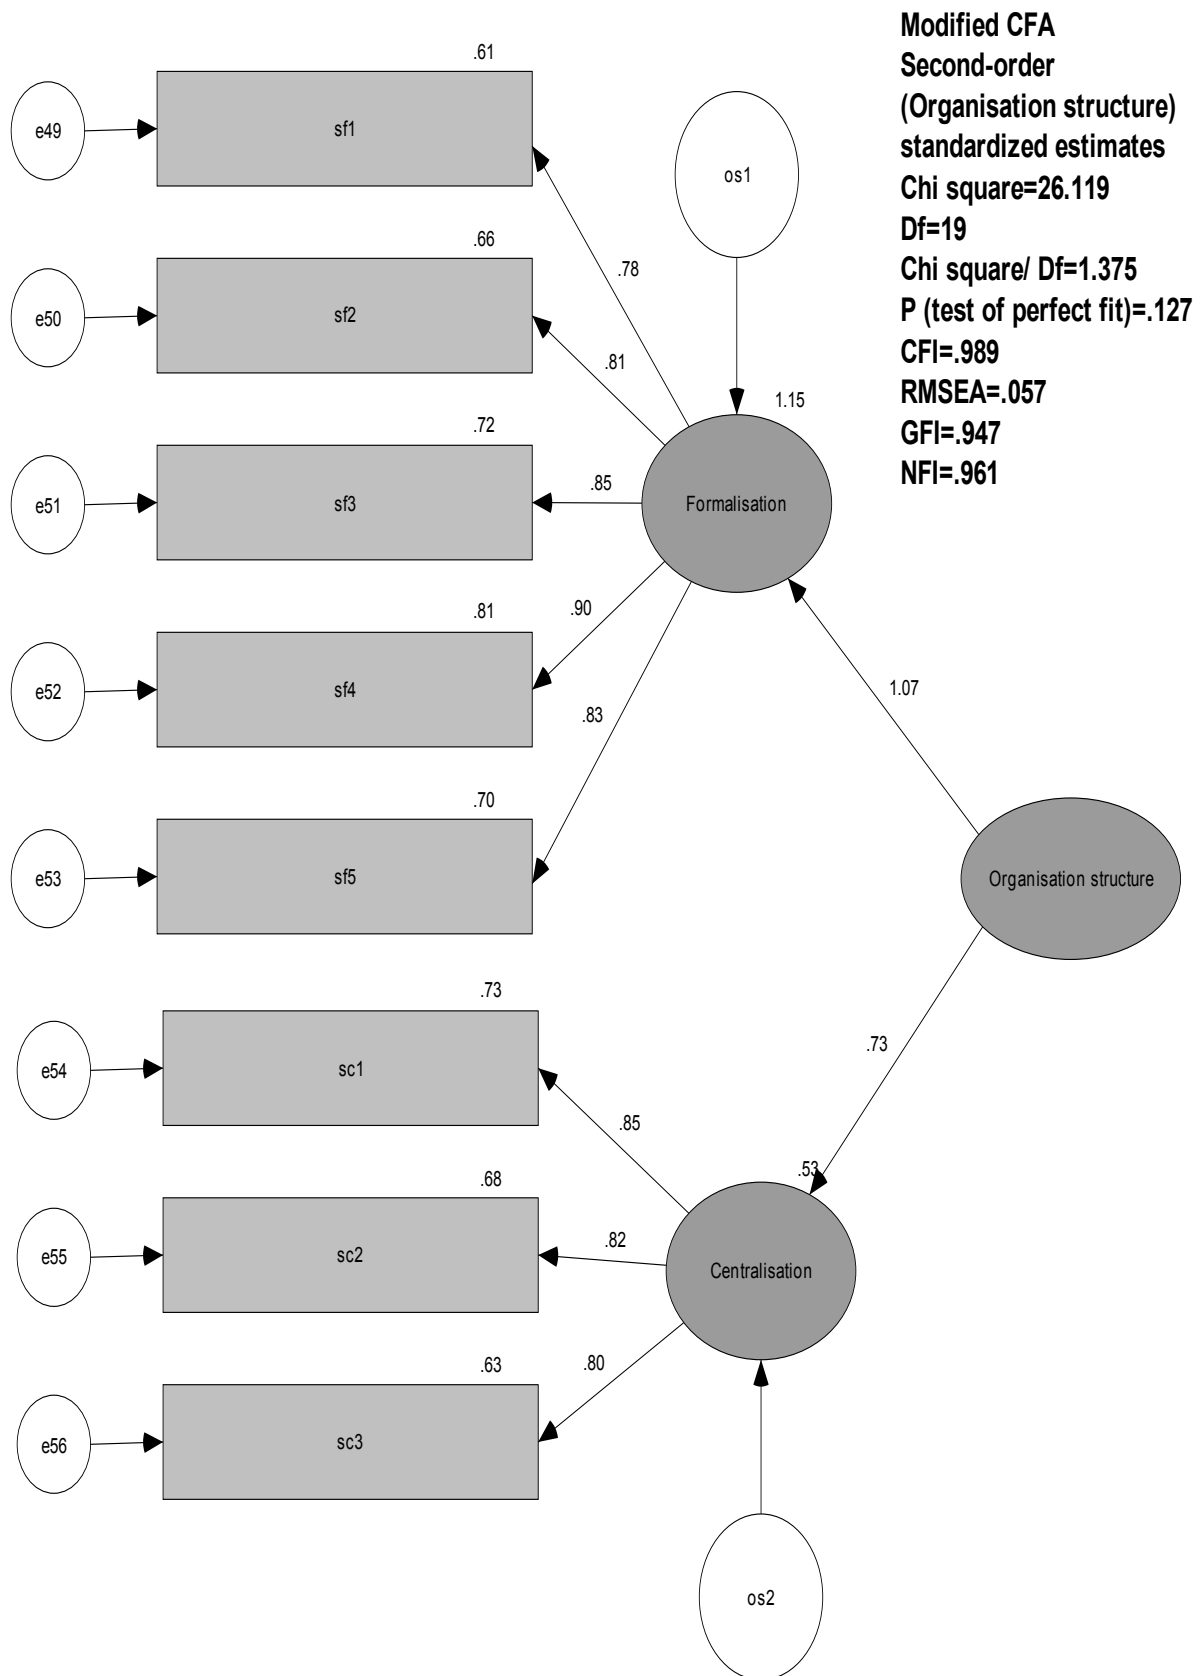 Modified CFA
Second-order
(Organisation structure)
standardized estimates
Chi square=26.119
Df=19
Chi square/ Df=1.375
P (test of perfect fit)=.127
CFI=.989
RMSEA=.057
GFI=.947
NFI=.961
.61
e49
sf1
os1
.78
.66
e50
sf2
.81
1.15
.72
e51
sf3
.85
Formalisation
.81
e52
sf4
.90
1.07
.83
.70
e53
sf5
Organisation structure
.73
e54
sc1
.73
.85
.53
.68
e55
sc2
.82
Centralisation
.63
e56
sc3
.80
os2